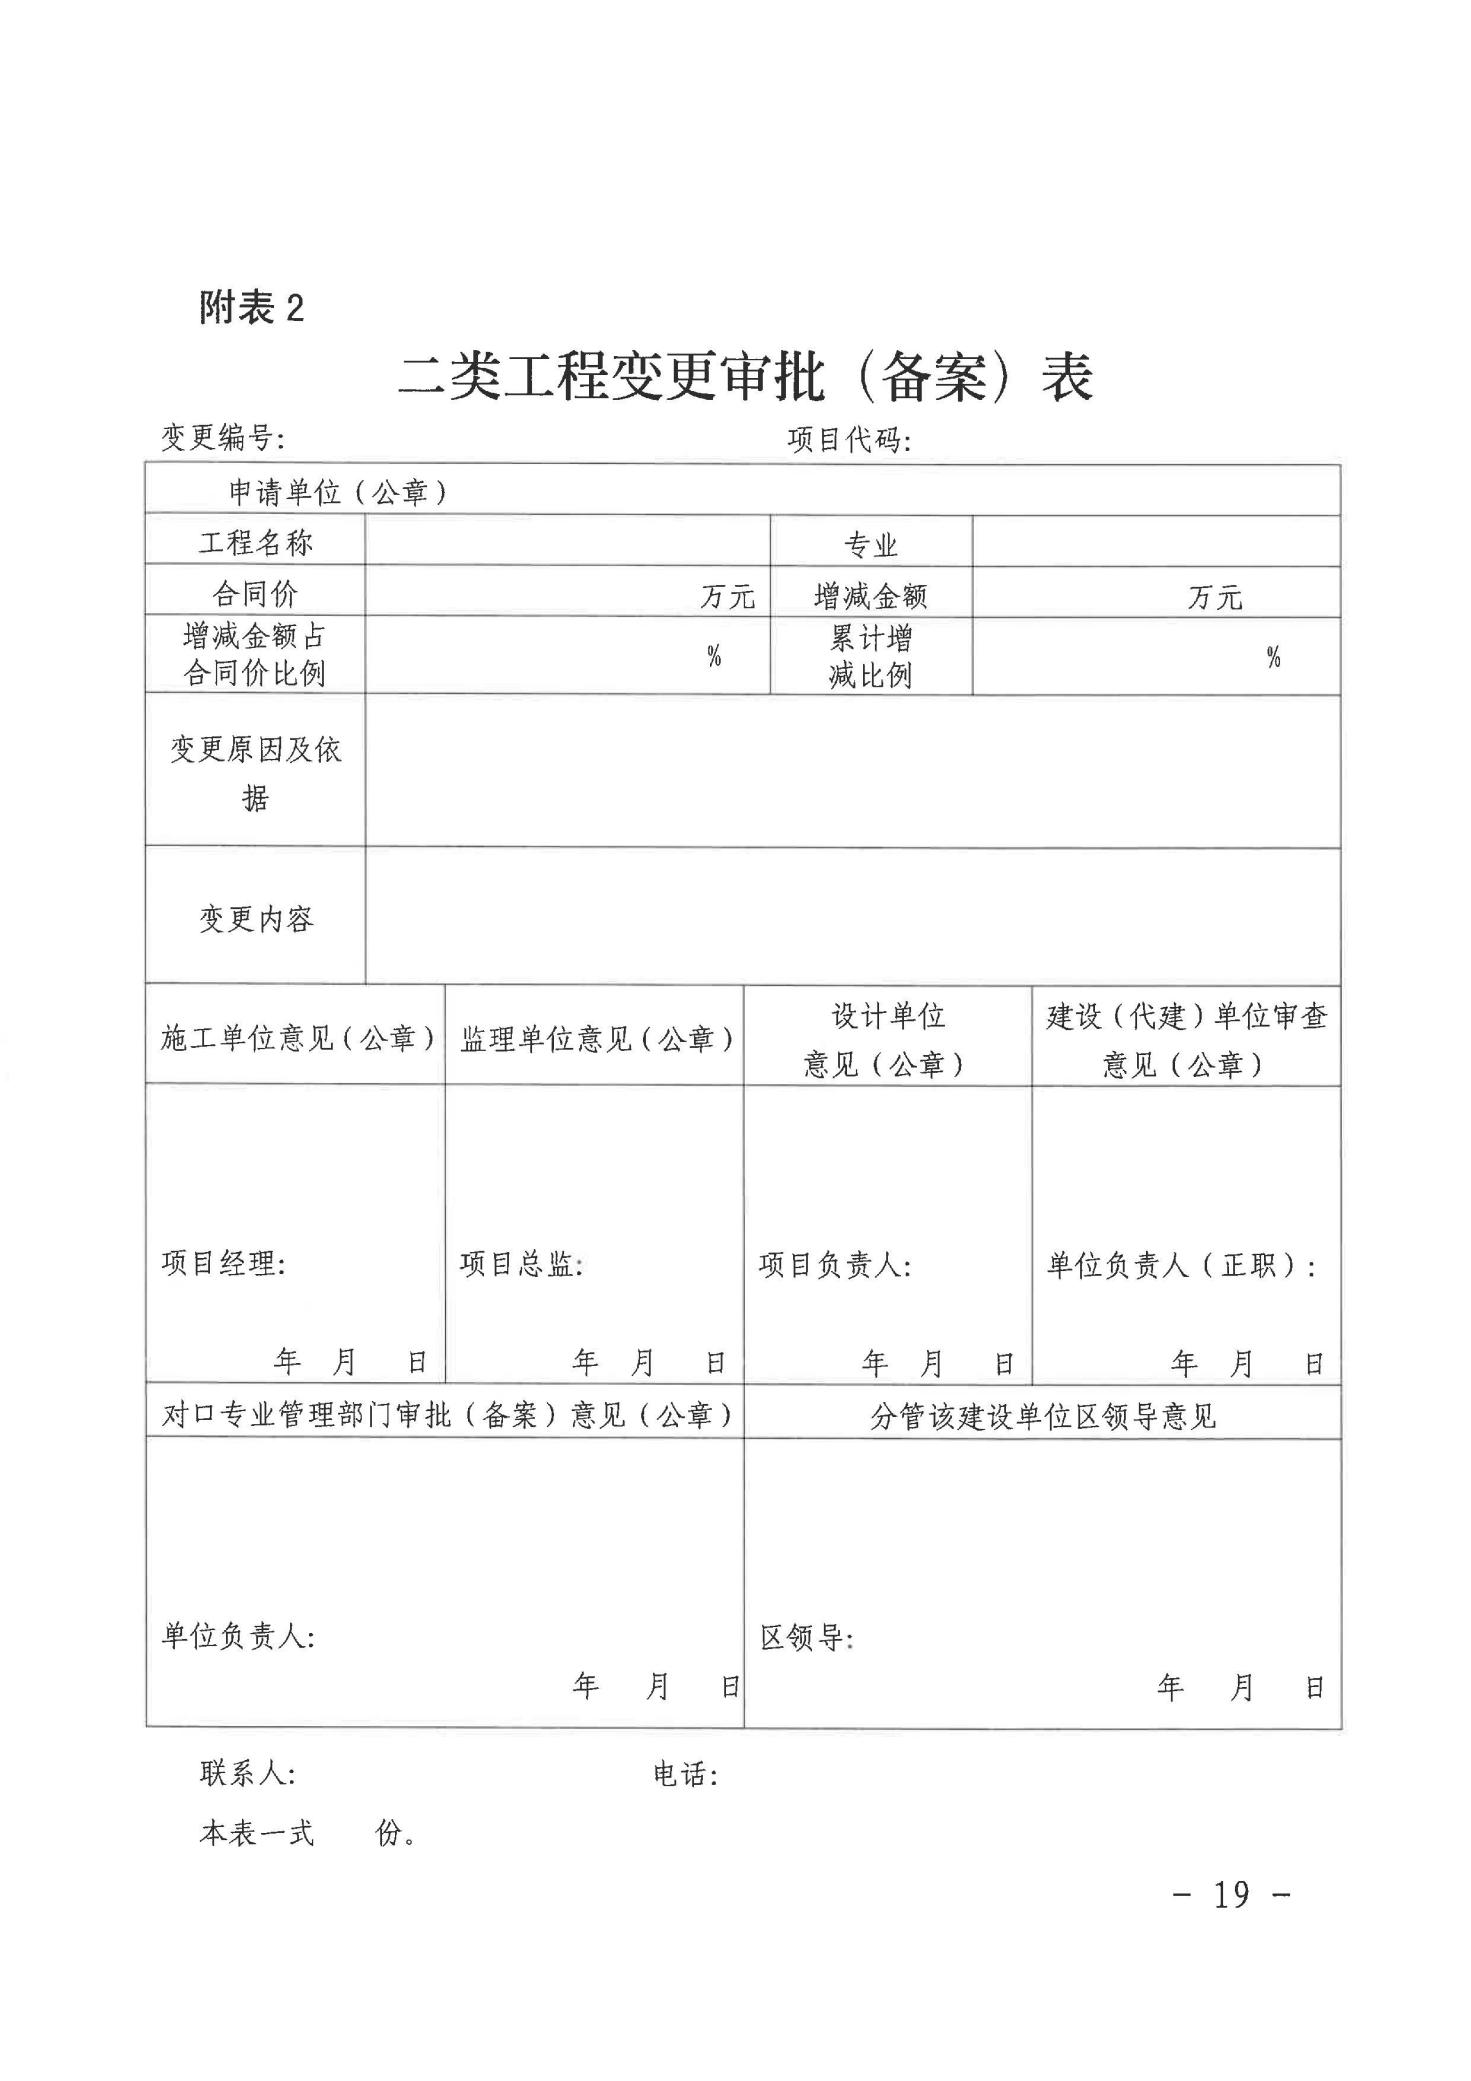 附表 2
二类工程变更审批（备案）表
变更编号: 项目代码:
申请单位（公章）
工程名称 专业
合同价 万元 增减金额 万元
增减金额占
合同价比例 % 累计增
减比例 %
变更原因及依
据
变更内容
施工单位意见（公章） 监理单位意见（公章） 设计单位
意见（公章） 建设（代建）单位审查
意见（公章）
项目经理: 项目总监: 项目负责人: 单位负责人（正职）:
年 月 日 年 月 日 年 月 日 年 月 日
对口专业管理部门审批（备案）意见（公章） 分管该建设单位区领导意见
单位负责人: 区领导:
年 月 日 年 月 日
联系人: 电话:
本表一式 份。
- 19 -